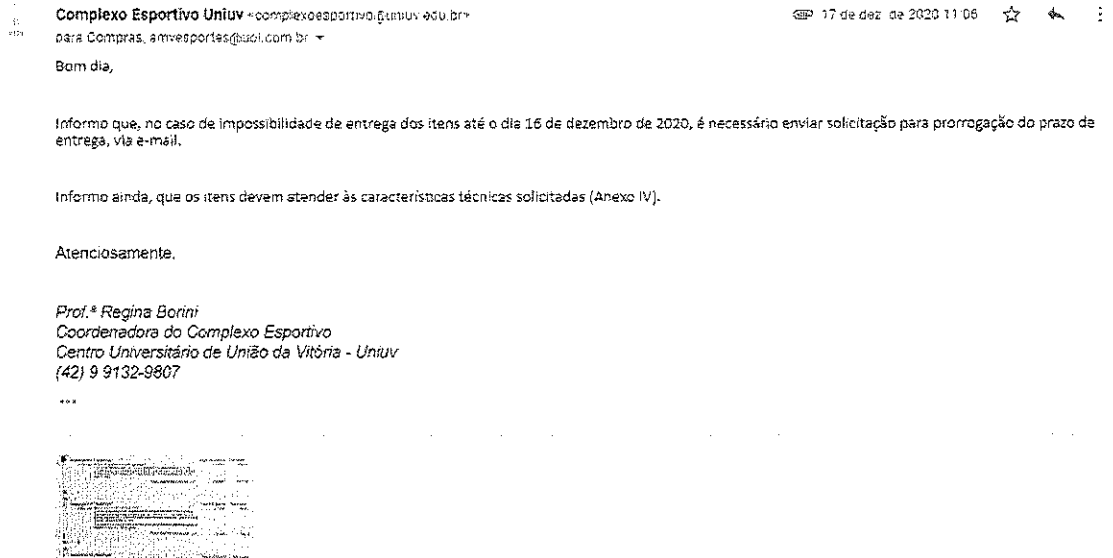 Complexo Esportivo Uniuv <complexoesportivo@uniuv.edu.br>
17 de dez. de 2020 11:06
para Compras, amvesportes@uol.com.br
Bom dia,
Informo que, no caso de impossibilidade de entrega dos itens até o dia 16 de dezembro de 2020, é necessário enviar solicitação para prorrogação do prazo de
entrega, via e-mail.
Informo ainda, que os itens devem atender às características técnicas solicitadas (Anexo IV).
Atenciosamente,
Prof.ª Regina Borini
Coordenadora do Complexo Esportivo
Centro Universitário de União da Vitória - Uniuv
(42) 9 9132-9807